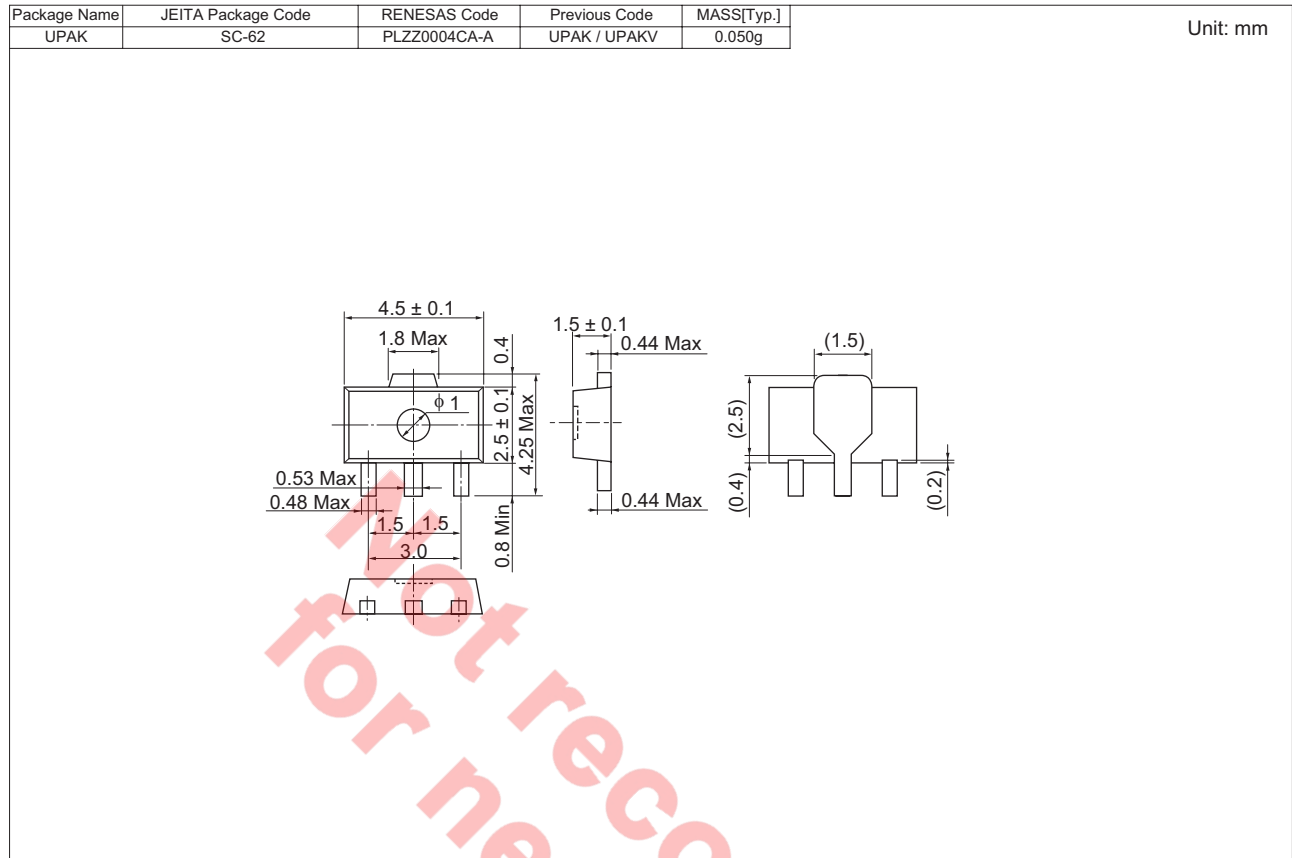 Package Name JEITA Package Code RENESAS Code Previous Code MASS[Typ.]
UPAK SC-62 PLZZ0004CA-A UPAK / UPAKV 0.050g
Unit: mm
4.5 ± 0.1
1.8 Max
0.4
ϕ 1
2.5 ± 0.1
4.25 Max
0.53 Max
0.48 Max
1.5 1.5
3.0
0.8 Min
1.5 ± 0.1
0.44 Max
0.44 Max
(1.5)
(2.5)
(0.4)
(0.2)
Not reco
for ne